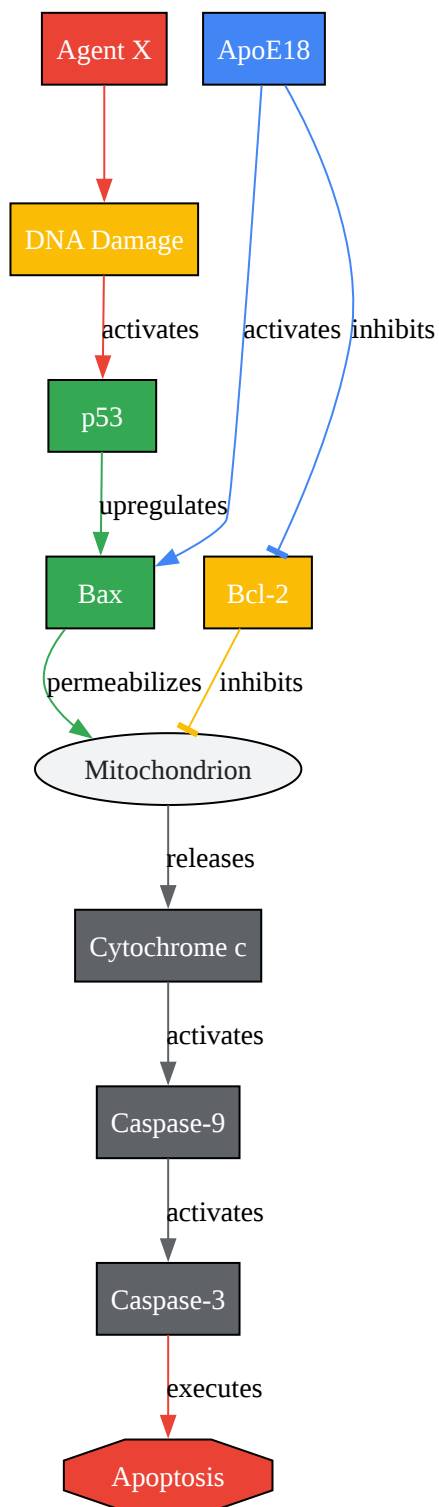 Agent X
ApoE18
DNA Damage
activates
activates
inhibits
p53
upregulates
Bax
Bcl-2
permeabilizes
inhibits
Mitochondrion
releases
Cytochrome c
activates
Caspase-9
activates
Caspase-3
executes
Apoptosis